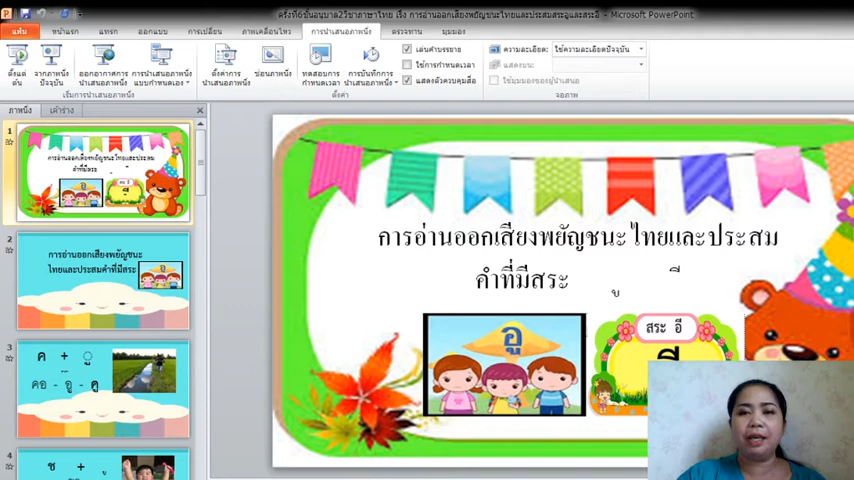 ครั้งที่6ชั้นอนุบาล2วิชาภาษาไทย เรื่อง การอ่านออกเสียงพยัญชนะไทยและประสมสระอูและสระอี - Microsoft PowerPoint
แฟ้ม หน้าแรก แทรก ออกแบบ การเปลี่ยน ภาพเคลื่อนไหว การนำเสนอภาพนิ่ง ตรวจทาน มุมมอง
ตั้งแต่ต้น
จากภาพนิ่งปัจจุบัน
ออกอากาศการนำเสนอภาพนิ่ง
การนำเสนอภาพนิ่งแบบกำหนดเอง
เริ่มการนำเสนอภาพนิ่ง
ตั้งค่าการนำเสนอภาพนิ่ง
ซ่อนภาพนิ่ง
ทดสอบการกำหนดเวลา
การบันทึกการนำเสนอภาพนิ่ง
เล่นคำบรรยาย
ใช้การกำหนดเวลา
แสดงตัวควบคุมสื่อ
ตั้งค่า
ความละเอียด: ใช้ความละเอียดปัจจุบัน
แสดงบน:
ใช้มุมมองของผู้นำเสนอ
จอภาพ
ภาพนิ่ง เค้าร่าง
1
การอ่านออกเสียงพยัญชนะไทยและประสม
คำที่มีสระ
2
การอ่านออกเสียงพยัญชนะ
ไทยและประสมคำที่มีสระ
3
ค + ู
คอ - อู - คู
4
ช + ู
การอ่านออกเสียงพยัญชนะไทยและประสม
คำที่มีสระ ู ี
อู
สระ อี